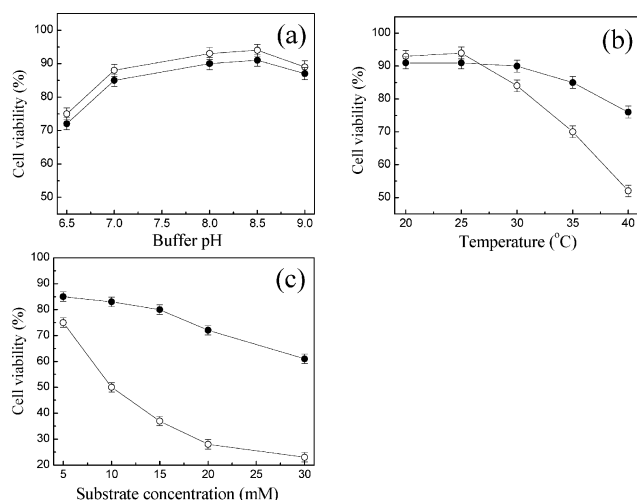 (a)
100
90
80
70
60
50
Cell viability (%)
6.5 7.0 7.5 8.0 8.5 9.0
Buffer pH
(b)
100
90
80
70
60
50
Cell viability (%)
20 25 30 35 40
Temperature (°C)
(c)
100
90
80
70
60
50
40
30
20
Cell viability (%)
5 10 15 20 25 30
Substrate concentration (mM)